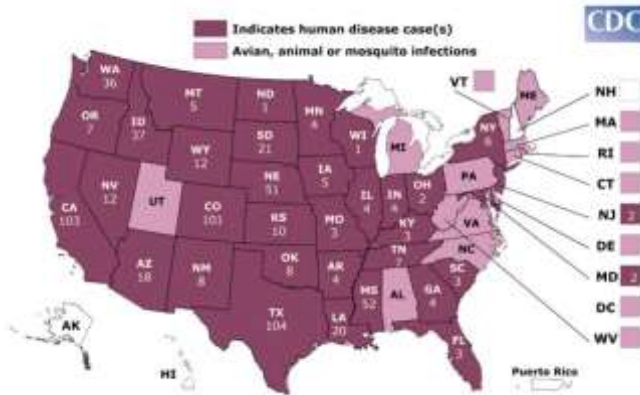 Indicates human disease case(s)
Avian, animal or mosquito infections
CDC
WA
36
MT
5
ND
1
MN
4
VT
ME
NH
OR
7
ID
37
SD
21
WI
1
MI
NY
6
MA
WY
12
RI
NE
51
IA
5
PA
CT
NV
12
UT
CO
101
IL
4
IN
4
OH
2
NJ 2
CA
103
KS
10
MO
3
KY
3
VA
DE
MD 2
AZ
18
NM
8
OK
8
AR
4
TN
7
NC
DC
SC
3
WV
TX
104
LA
20
MS
52
AL
GA
4
FL
3
AK
HI
Puerto Rico